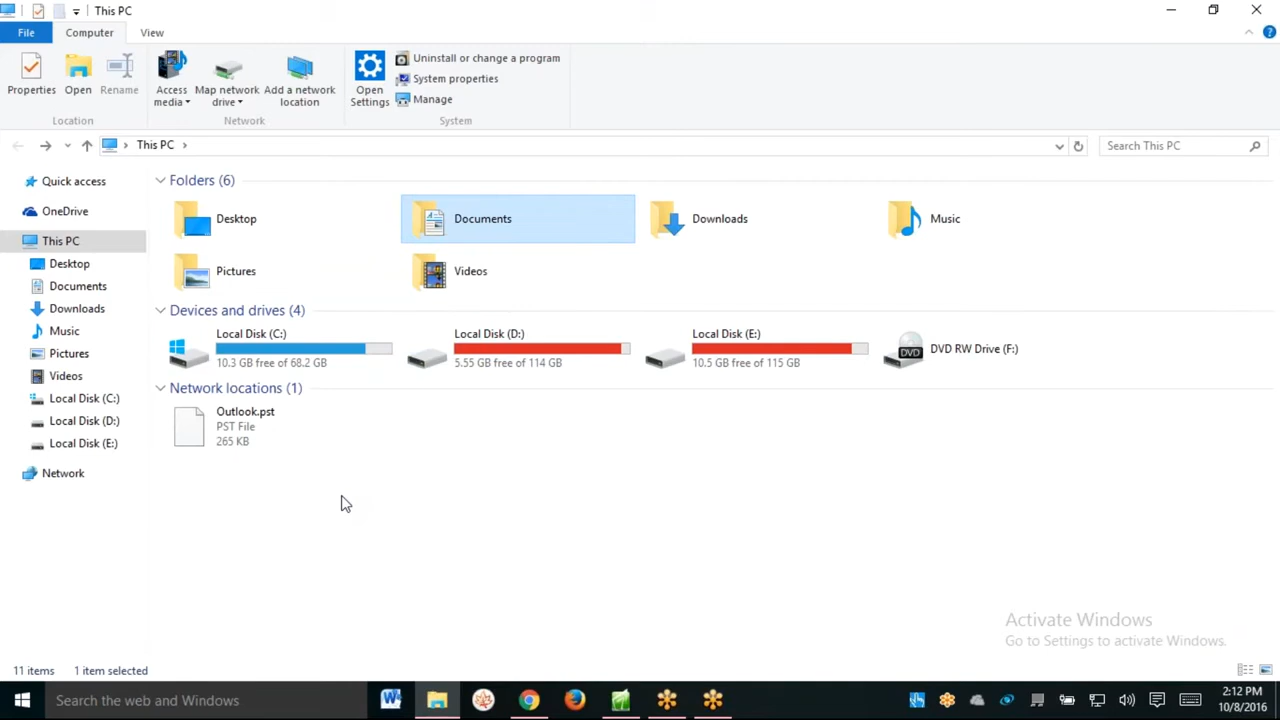 This PC
File
Computer
View
Properties
Open
Rename
Access media
Map network drive
Add a network location
Open Settings
Uninstall or change a program
System properties
Manage
Location
Network
System
This PC
Search This PC
Quick access
OneDrive
This PC
Desktop
Documents
Downloads
Music
Pictures
Videos
Local Disk (C:)
Local Disk (D:)
Local Disk (E:)
Network
Folders (6)
Desktop
Documents
Downloads
Music
Pictures
Videos
Devices and drives (4)
Local Disk (C:)
10.3 GB free of 68.2 GB
Local Disk (D:)
5.55 GB free of 114 GB
Local Disk (E:)
10.5 GB free of 115 GB
DVD
DVD RW Drive (F:)
Network locations (1)
Outlook.pst
PST File
265 KB
Activate Windows
Go to Settings to activate Windows.
11 items
1 item selected
Search the web and Windows
2:12 PM
10/8/2016